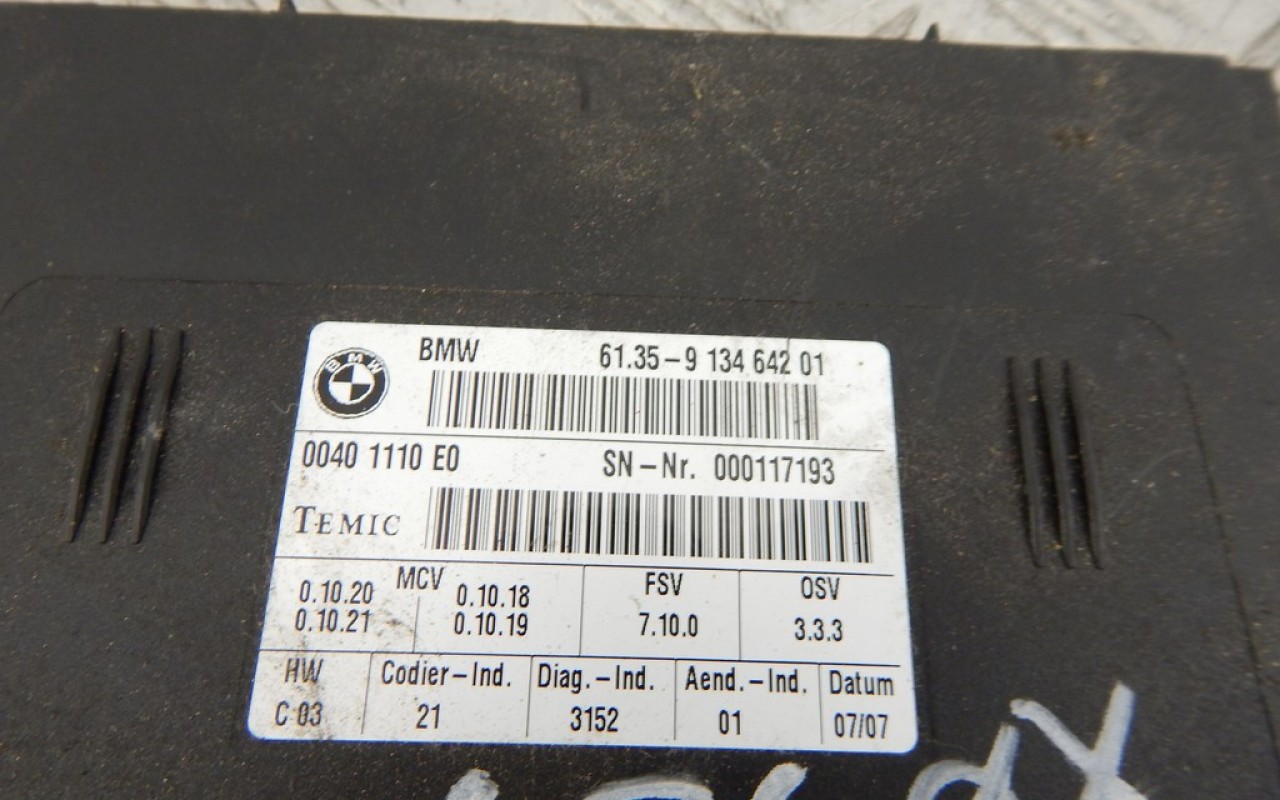 BMW 61.35-9 134 642 01
BMW
0040 1110 E0 SN-Nr. 000117193
TEMIC
MCV FSV OSV
0.10.20 0.10.18
0.10.21 0.10.19 7.10.0 3.3.3
HW Codier-Ind. Diag.-Ind. Aend.-Ind. Datum
C 03 21 3152 01 07/07